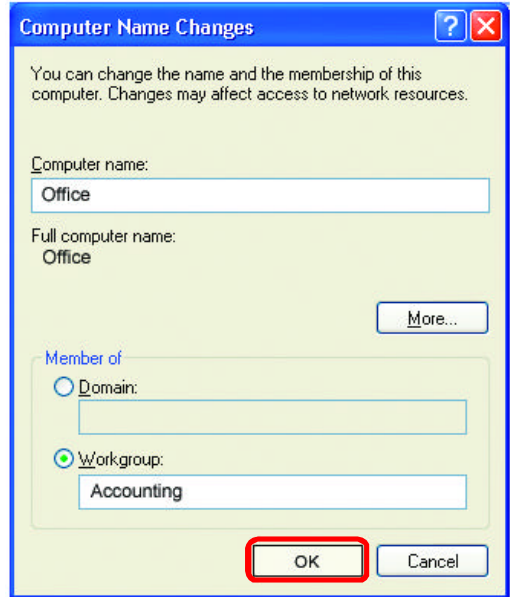 Computer Name Changes
You can change the name and the membership of this
computer. Changes may affect access to network resources.
Computer name:
Office
Full computer name:
Office
More...
Member of
Domain:
Workgroup:
Accounting
OK Cancel